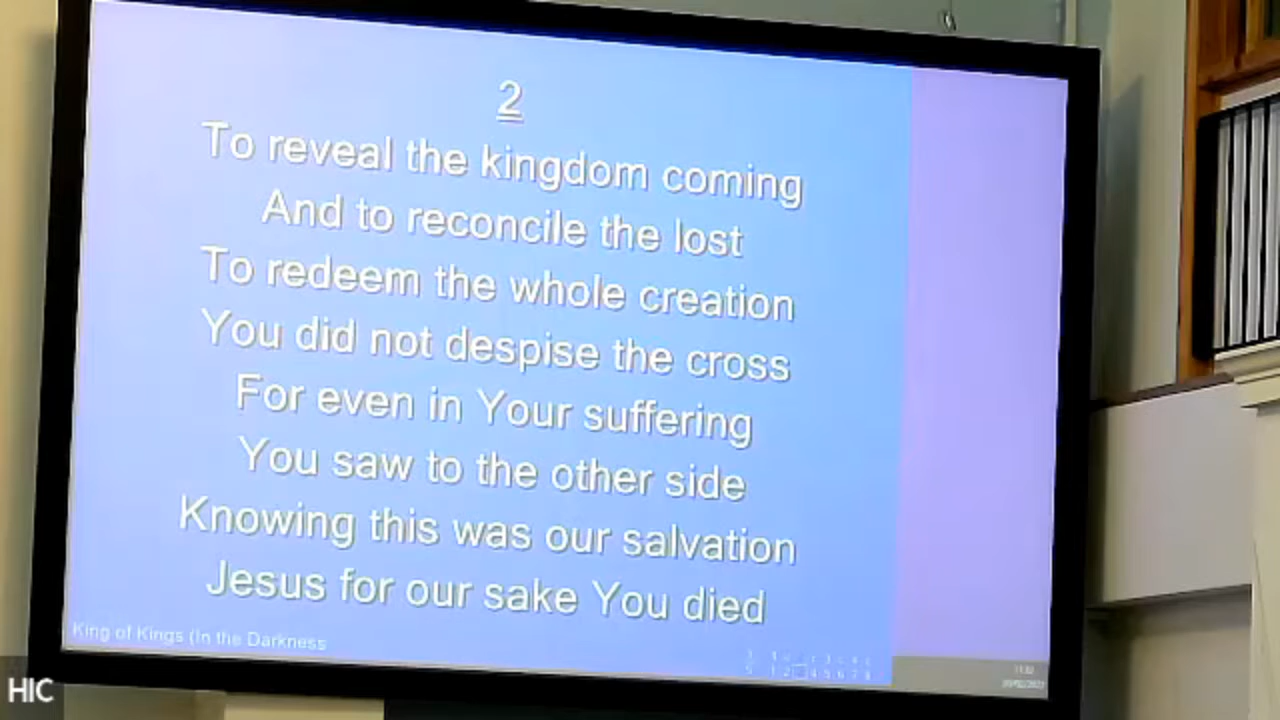 2
To reveal the kingdom coming
And to reconcile the lost
To redeem the whole creation
You did not despise the cross
For even in Your suffering
You saw to the other side
Knowing this was our salvation
Jesus for our sake You died
King of Kings (In the Darkness
HIC